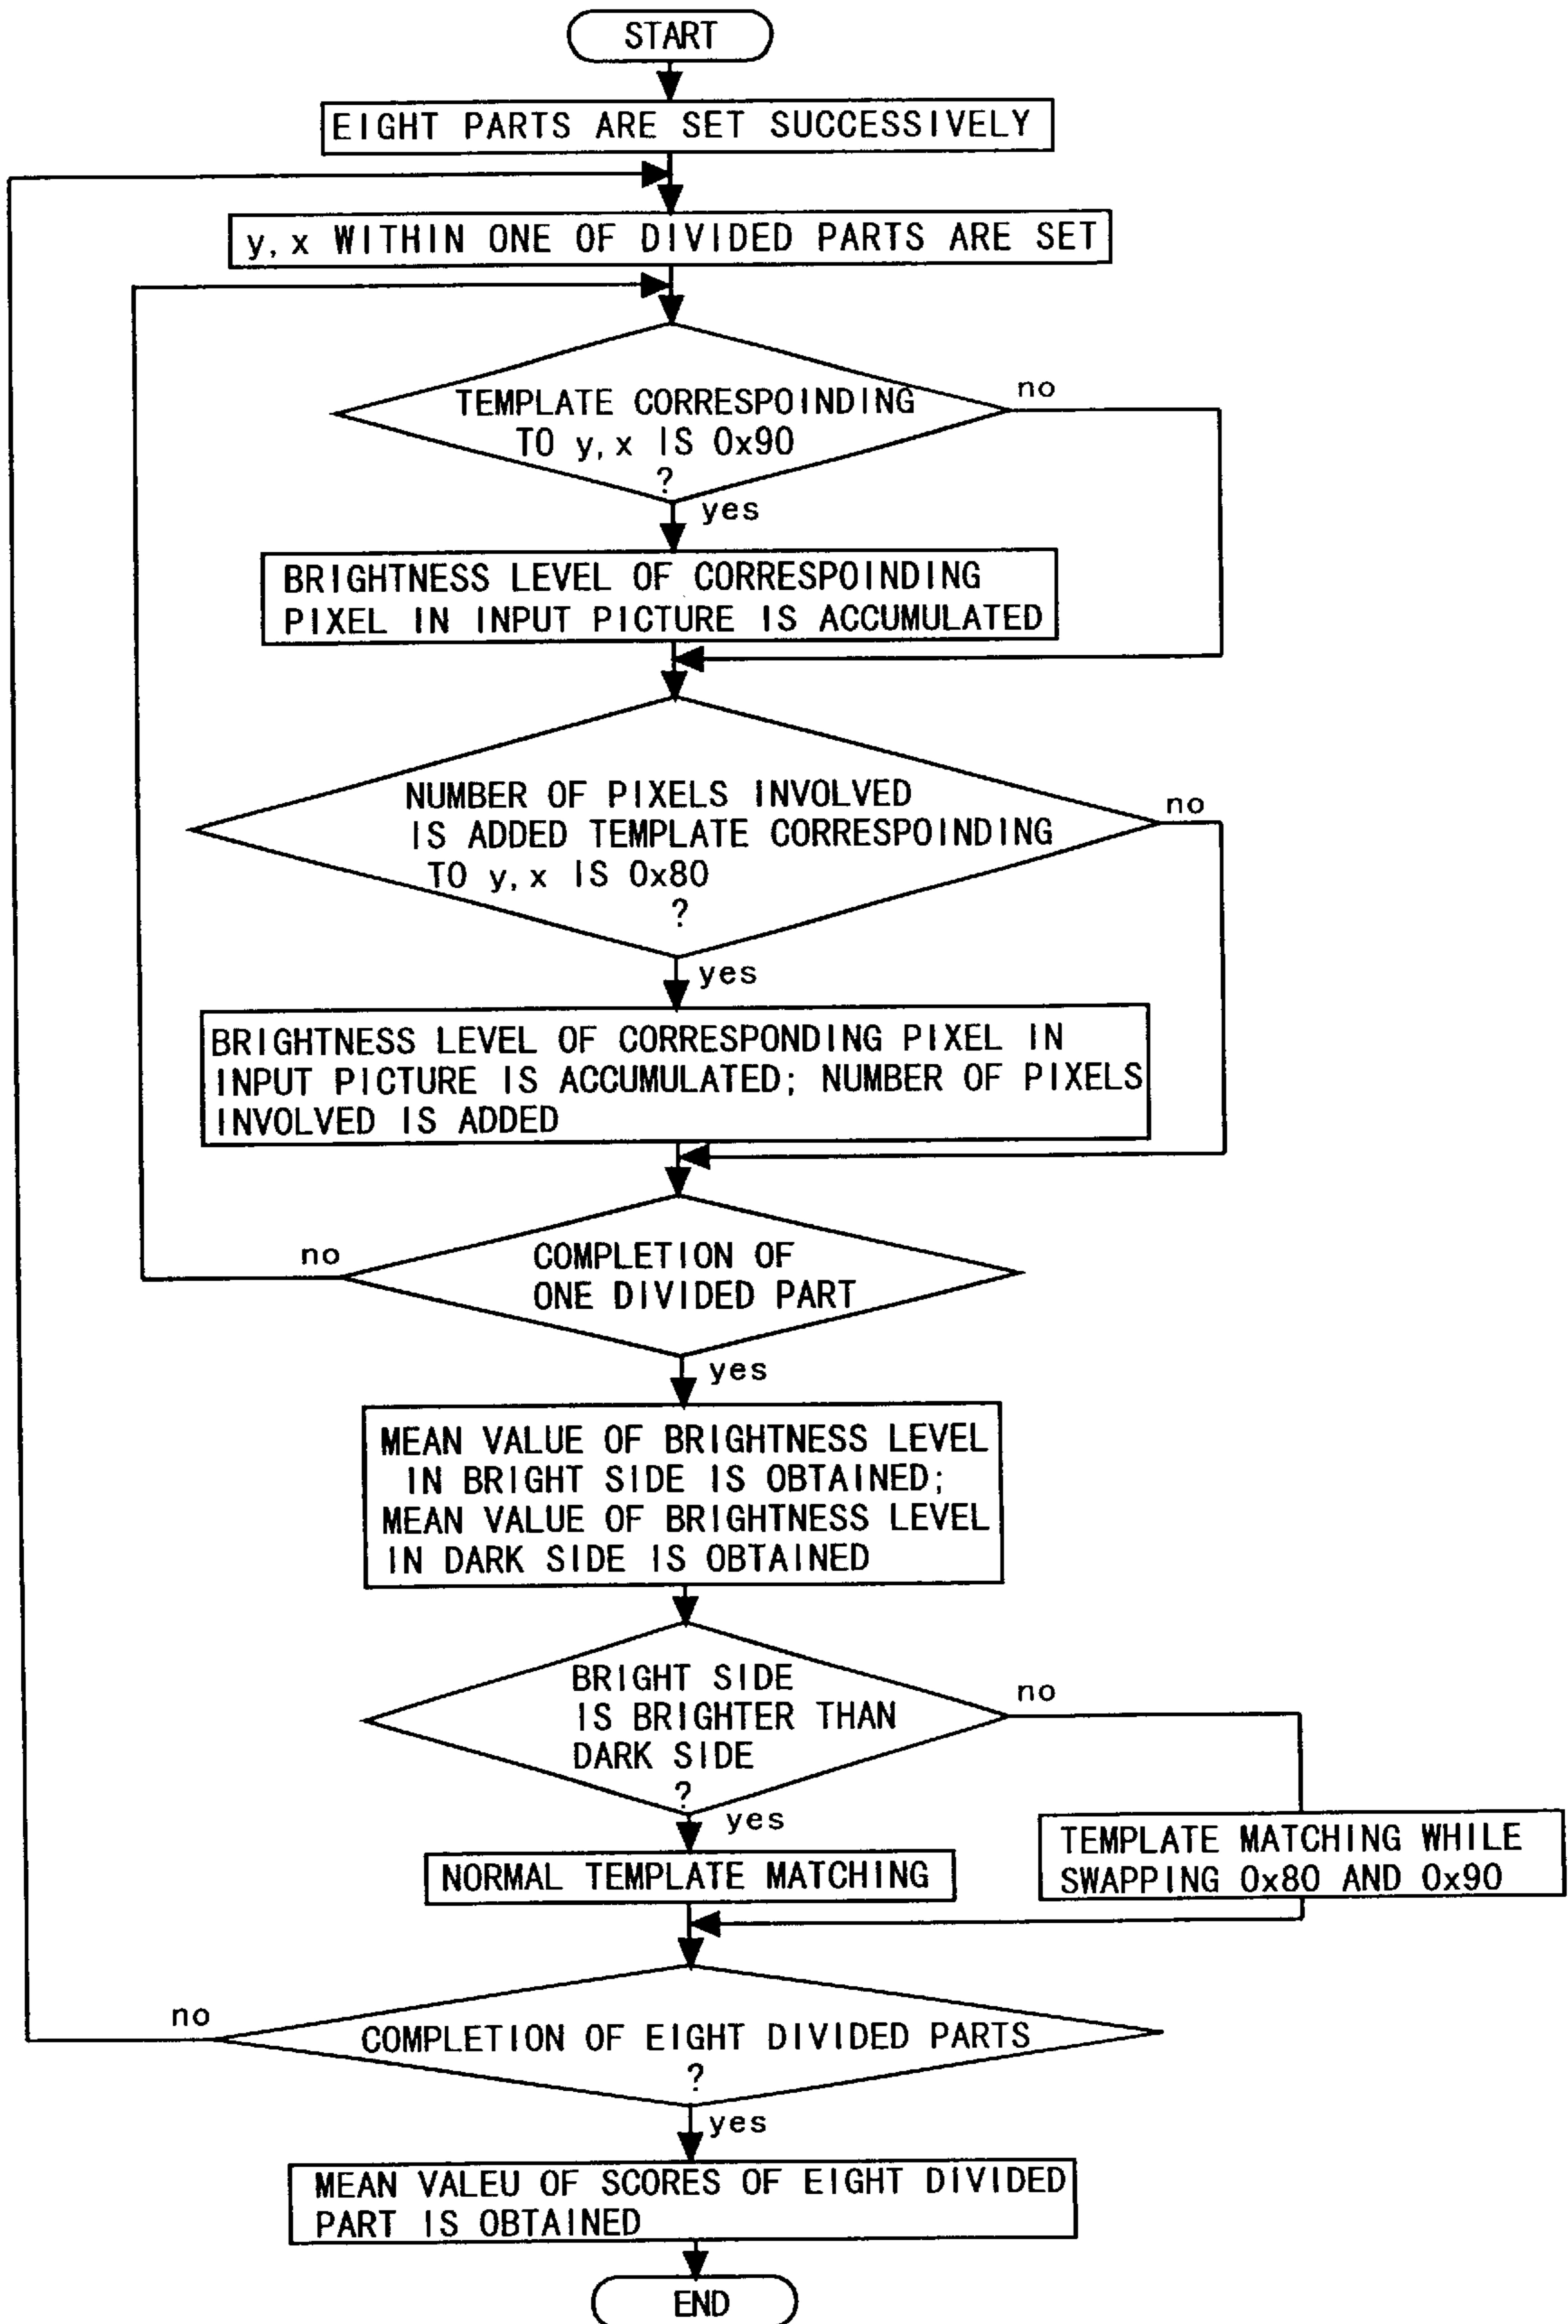 START
EIGHT PARTS ARE SET SUCCESSIVELY
y, x WITHIN ONE OF DIVIDED PARTS ARE SET
TEMPLATE CORRESPOINDING
TO y, x IS 0x90
?
no
yes
BRIGHTNESS LEVEL OF CORRESPOINDING
PIXEL IN INPUT PICTURE IS ACCUMULATED
NUMBER OF PIXELS INVOLVED
IS ADDED TEMPLATE CORRESPOINDING
TO y, x IS 0x80
?
no
yes
BRIGHTNESS LEVEL OF CORRESPONDING PIXEL IN
INPUT PICTURE IS ACCUMULATED; NUMBER OF PIXELS
INVOLVED IS ADDED
no
COMPLETION OF
ONE DIVIDED PART
yes
MEAN VALUE OF BRIGHTNESS LEVEL
IN BRIGHT SIDE IS OBTAINED;
MEAN VALUE OF BRIGHTNESS LEVEL
IN DARK SIDE IS OBTAINED
BRIGHT SIDE
IS BRIGHTER THAN
DARK SIDE
?
no
yes
NORMAL TEMPLATE MATCHING
TEMPLATE MATCHING WHILE
SWAPPING 0x80 AND 0x90
no
COMPLETION OF EIGHT DIVIDED PARTS
?
yes
MEAN VALEU OF SCORES OF EIGHT DIVIDED
PART IS OBTAINED
END